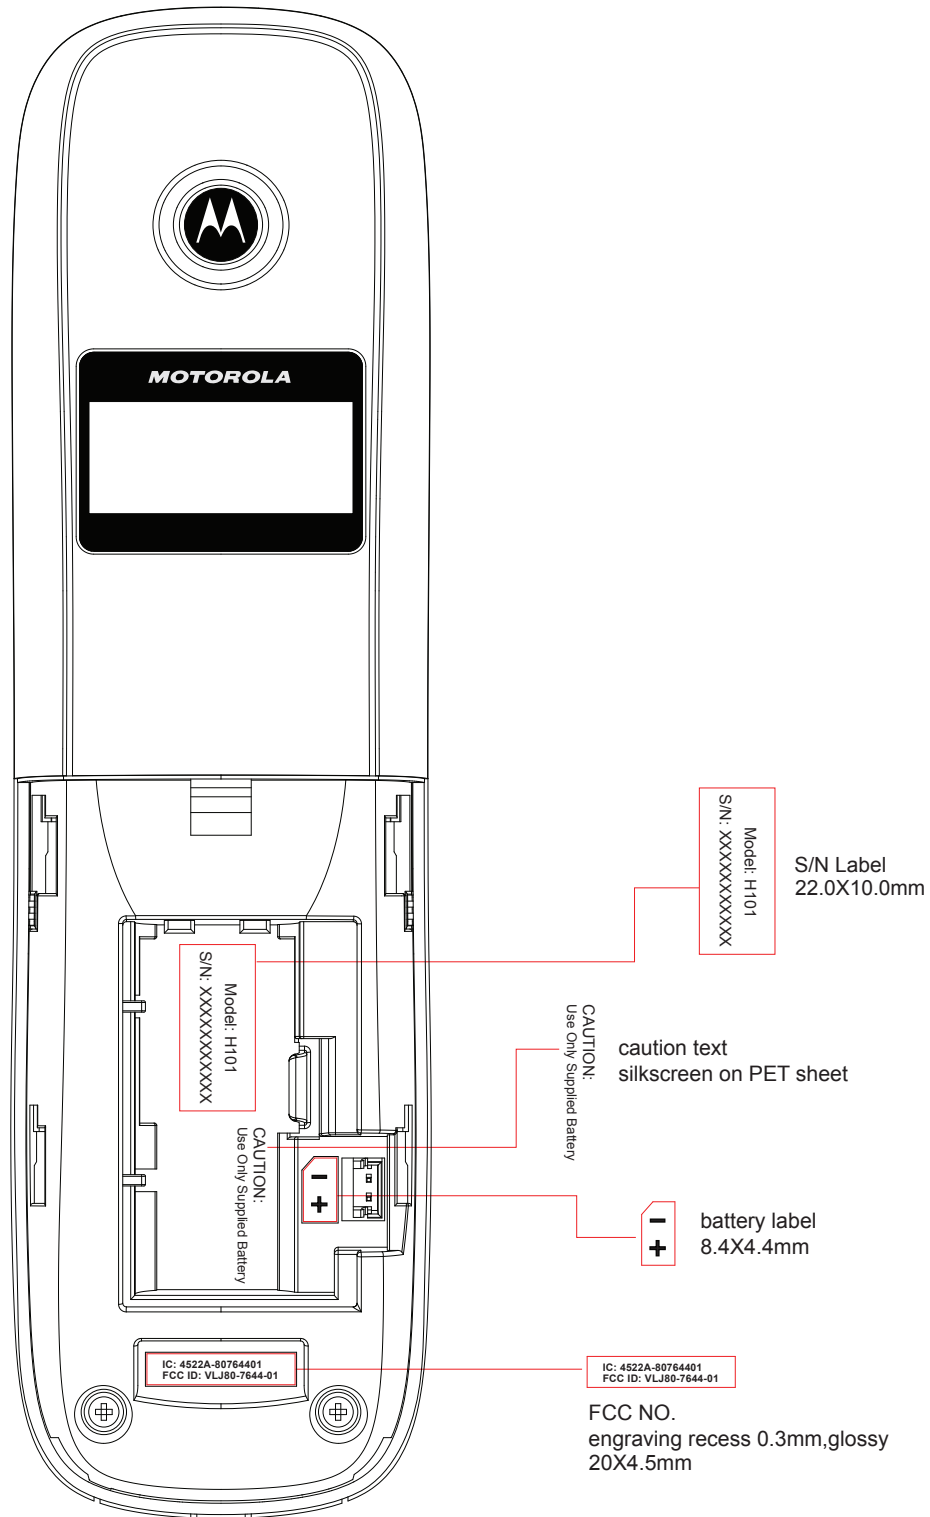 MOTOROLA
Model: H101
S/N: XXXXXXXXXXX
S/N Label
22.0X10.0mm
Model: H101
S/N: XXXXXXXXXXX
CAUTION:
Use Only Supplied Battery
caution text
silkscreen on PET sheet
CAUTION:
Use Only Supplied Battery
− +
− +
battery label
8.4X4.4mm
IC: 4522A-80764401
FCC ID: VLJ80-7644-01
IC: 4522A-80764401
FCC ID: VLJ80-7644-01
FCC NO.
engraving recess 0.3mm,glossy
20X4.5mm